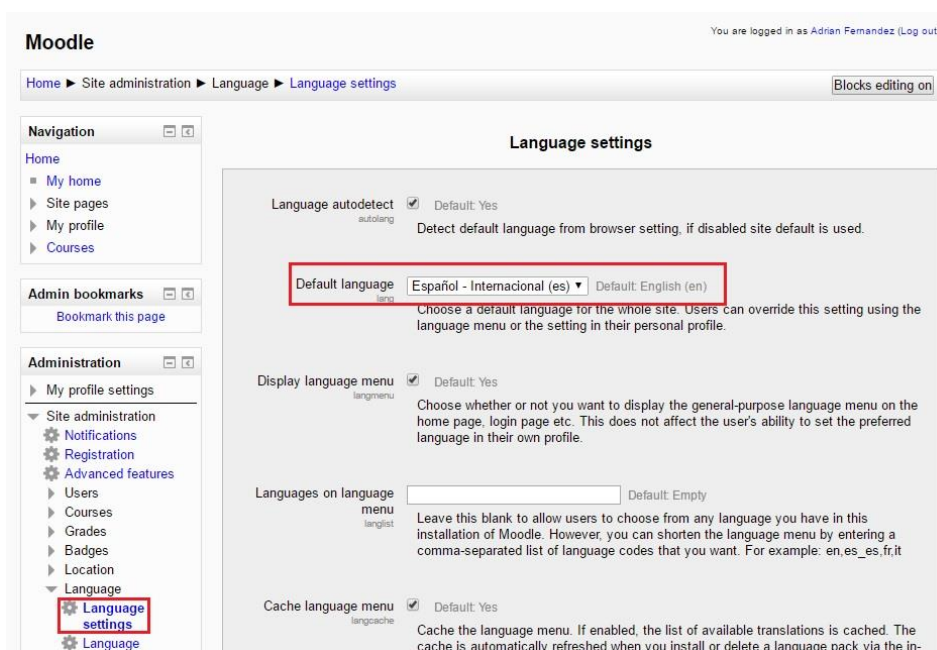 Moodle
You are logged in as Adrian Fernandez (Log out
Home ► Site administration ► Language ► Language settings
Blocks editing on
Navigation
Home
My home
Site pages
My profile
Courses
Admin bookmarks
Bookmark this page
Administration
My profile settings
Site administration
Notifications
Registration
Advanced features
Users
Courses
Grades
Badges
Location
Language
Language
settings
Language
Language settings
Language autodetect
autolang
Default: Yes
Detect default language from browser setting, if disabled site default is used.
Default language
lang
Español - Internacional (es) ▼ Default: English (en)
Choose a default language for the whole site. Users can override this setting using the
language menu or the setting in their personal profile.
Display language menu
langmenu
Default: Yes
Choose whether or not you want to display the general-purpose language menu on the
home page, login page etc. This does not affect the user's ability to set the preferred
language in their own profile.
Languages on language
menu
langlist
Default: Empty
Leave this blank to allow users to choose from any language you have in this
installation of Moodle. However, you can shorten the language menu by entering a
comma-separated list of language codes that you want. For example: en,es_es,fr,it
Cache language menu
langcache
Default: Yes
Cache the language menu. If enabled, the list of available translations is cached. The
cache is automatically refreshed when you install or delete a language pack via the in-